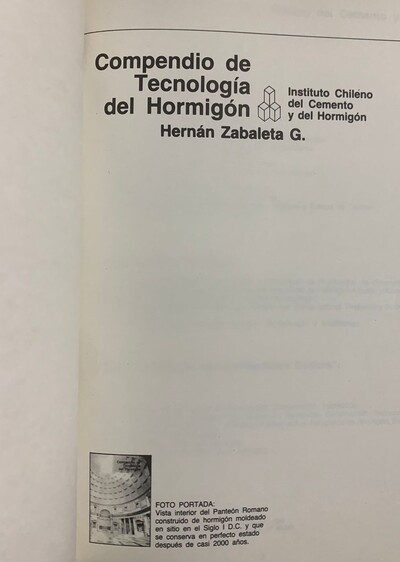 Compendio de
Tecnología
del Hormigón
Instituto Chileno
del Cemento
y del Hormigón
Hernán Zabaleta G.
FOTO PORTADA:
Vista interior del Panteón Romano
construido de hormigón moldeado
en sitio en el Siglo I D.C. y que
se conserva en perfecto estado
después de casi 2000 años.